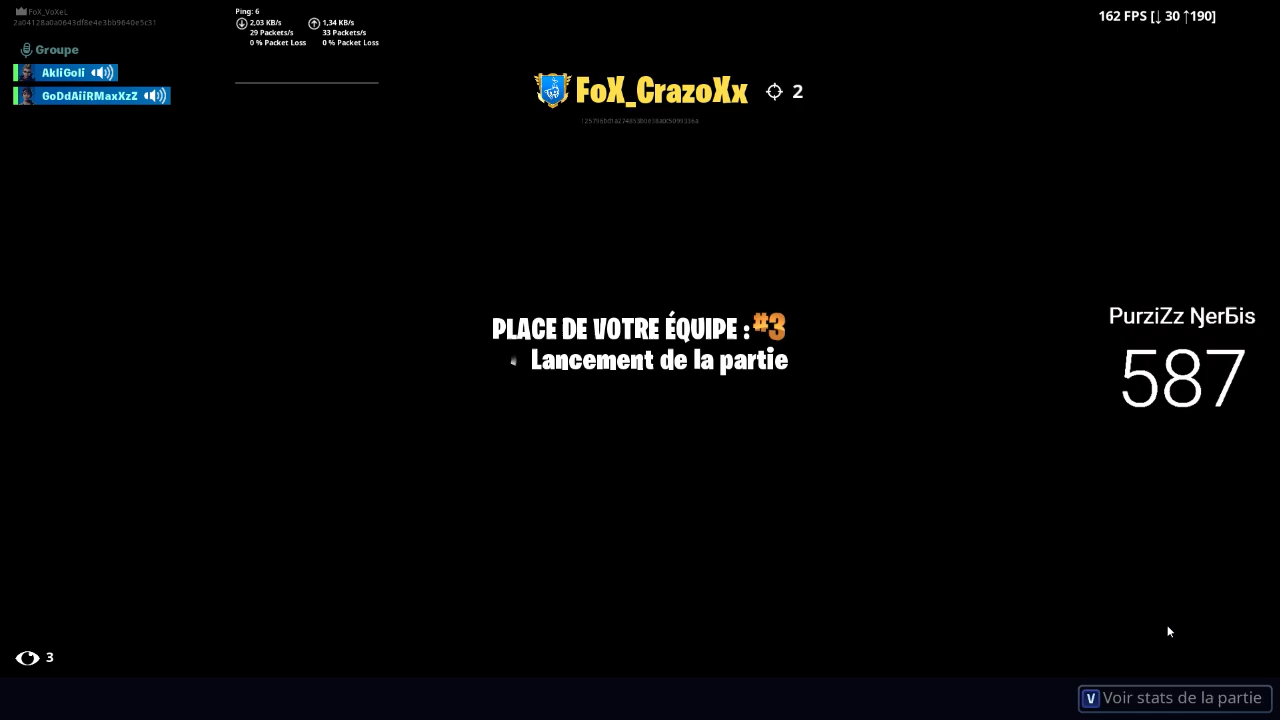 FoX_VoXeL
Groupe
AkliGoli
GoDdAiiRMaxXzZ
Ping: 6
2,03 KB/s
1,34 KB/s
29 Packets/s
33 Packets/s
0 % Packet Loss
0 % Packet Loss
162 FPS [↓ 30 ↑190]
FoX_CrazoXx 2
PLACE DE VOTRE ÉQUIPE : #3
Lancement de la partie
PurziZz ŊerБis
587
3
V Voir stats de la partie